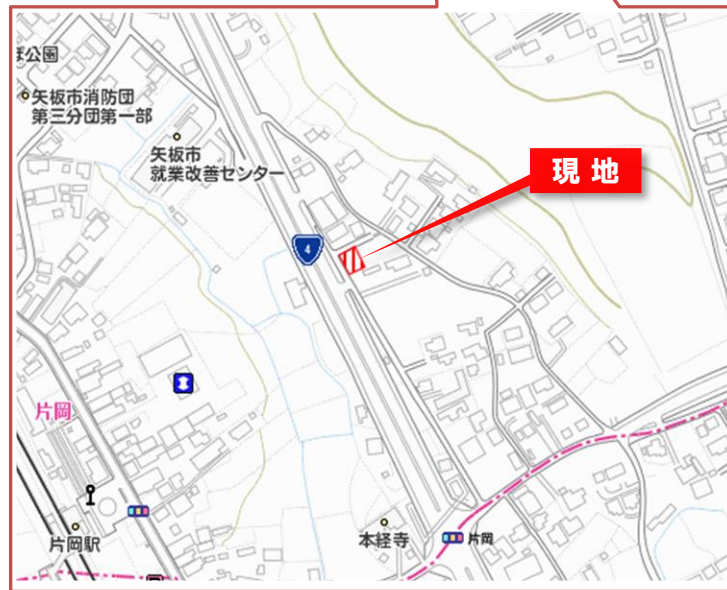 ぼ公園
矢板市消防団
第三分団第一部
矢板市
就業改善センター
現 地
4
片岡
片岡駅
本経寺
片岡